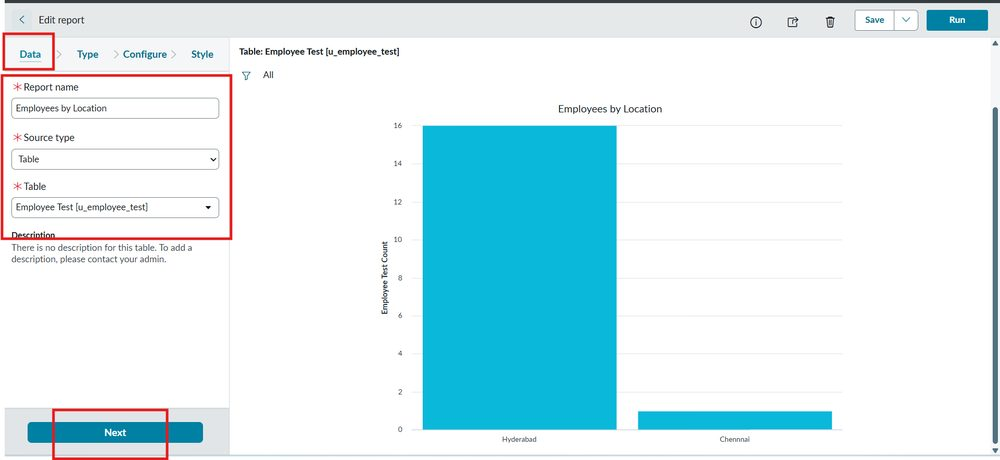 Edit report
Save
Run
Data
Type
Configure
Style
* Report name
Employees by Location
* Source type
Table
* Table
Employee Test [u_employee_test]
Description
There is no description for this table. To add a
description, please contact your admin.
Next
Table: Employee Test [u_employee_test]
All
Employees by Location
Employee Test Count
16
14
12
10
8
6
4
2
0
Hyderabad
Chennnai